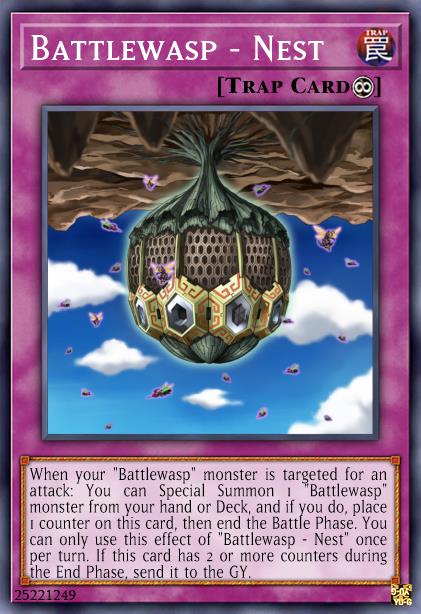 Battlewasp - Nest
TRAP
罠
[Trap Card]
When your "Battlewasp" monster is targeted for an
attack: You can Special Summon 1 "Battlewasp"
monster from your hand or Deck, and if you do, place
1 counter on this card, then end the Battle Phase. You
can only use this effect of "Battlewasp - Nest" once
per turn. If this card has 2 or more counters during
the End Phase, send it to the GY.
25221249